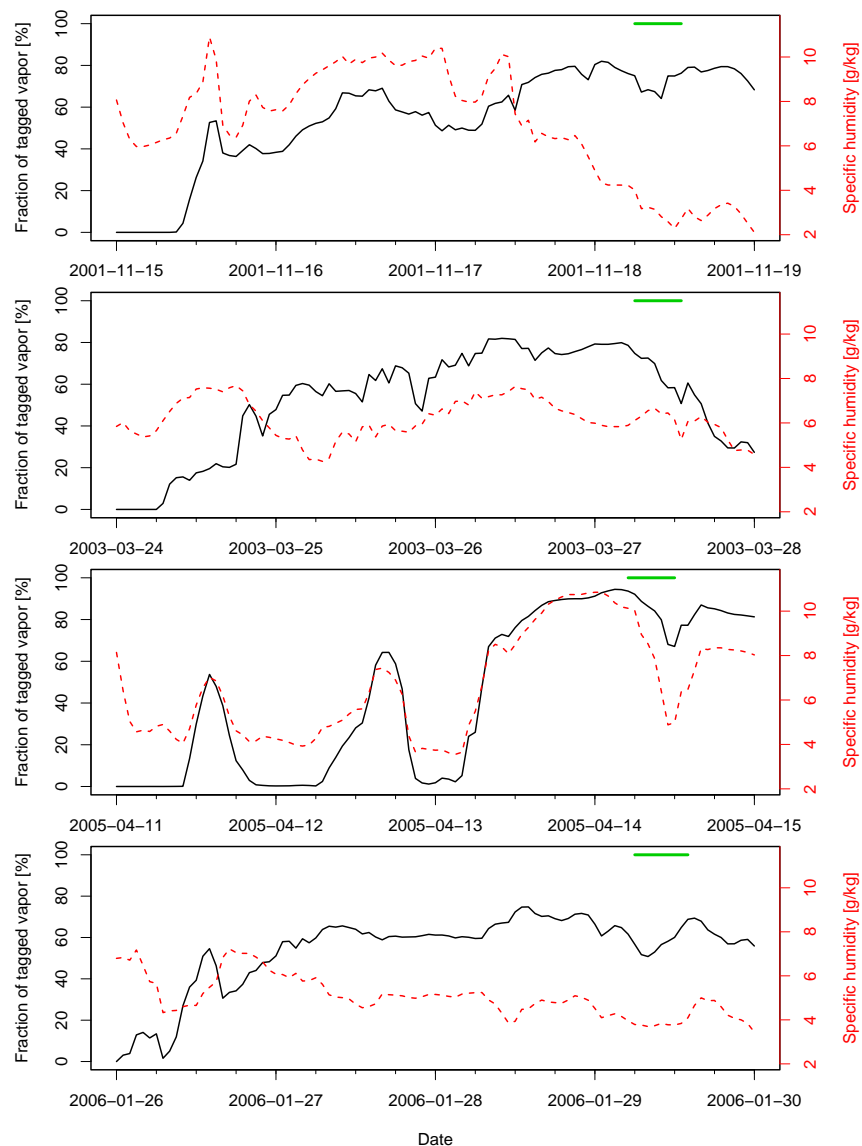 Fraction of tagged vapor [%]
0 20 40 60 80 100
2 4 6 8 10
Specific humidity [g/kg]
2001−11−15 2001−11−16 2001−11−17 2001−11−18 2001−11−19
Fraction of tagged vapor [%]
0 20 40 60 80 100
2 4 6 8 10
Specific humidity [g/kg]
2003−03−24 2003−03−25 2003−03−26 2003−03−27 2003−03−28
Fraction of tagged vapor [%]
0 20 40 60 80 100
2 4 6 8 10
Specific humidity [g/kg]
2005−04−11 2005−04−12 2005−04−13 2005−04−14 2005−04−15
Fraction of tagged vapor [%]
0 20 40 60 80 100
2 4 6 8 10
Specific humidity [g/kg]
2006−01−26 2006−01−27 2006−01−28 2006−01−29 2006−01−30
Date